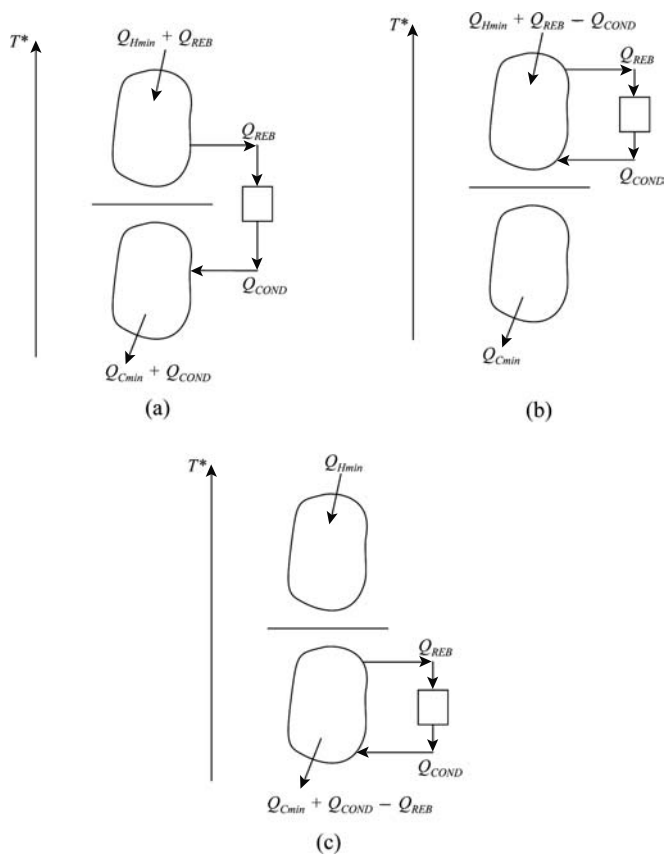 T*
Q_Hmin + Q_REB
Q_REB
Q_COND
Q_Cmin + Q_COND
(a)
T*
Q_Hmin + Q_REB − Q_COND
Q_REB
Q_COND
Q_Cmin
(b)
T*
Q_Hmin
Q_REB
Q_COND
Q_Cmin + Q_COND − Q_REB
(c)